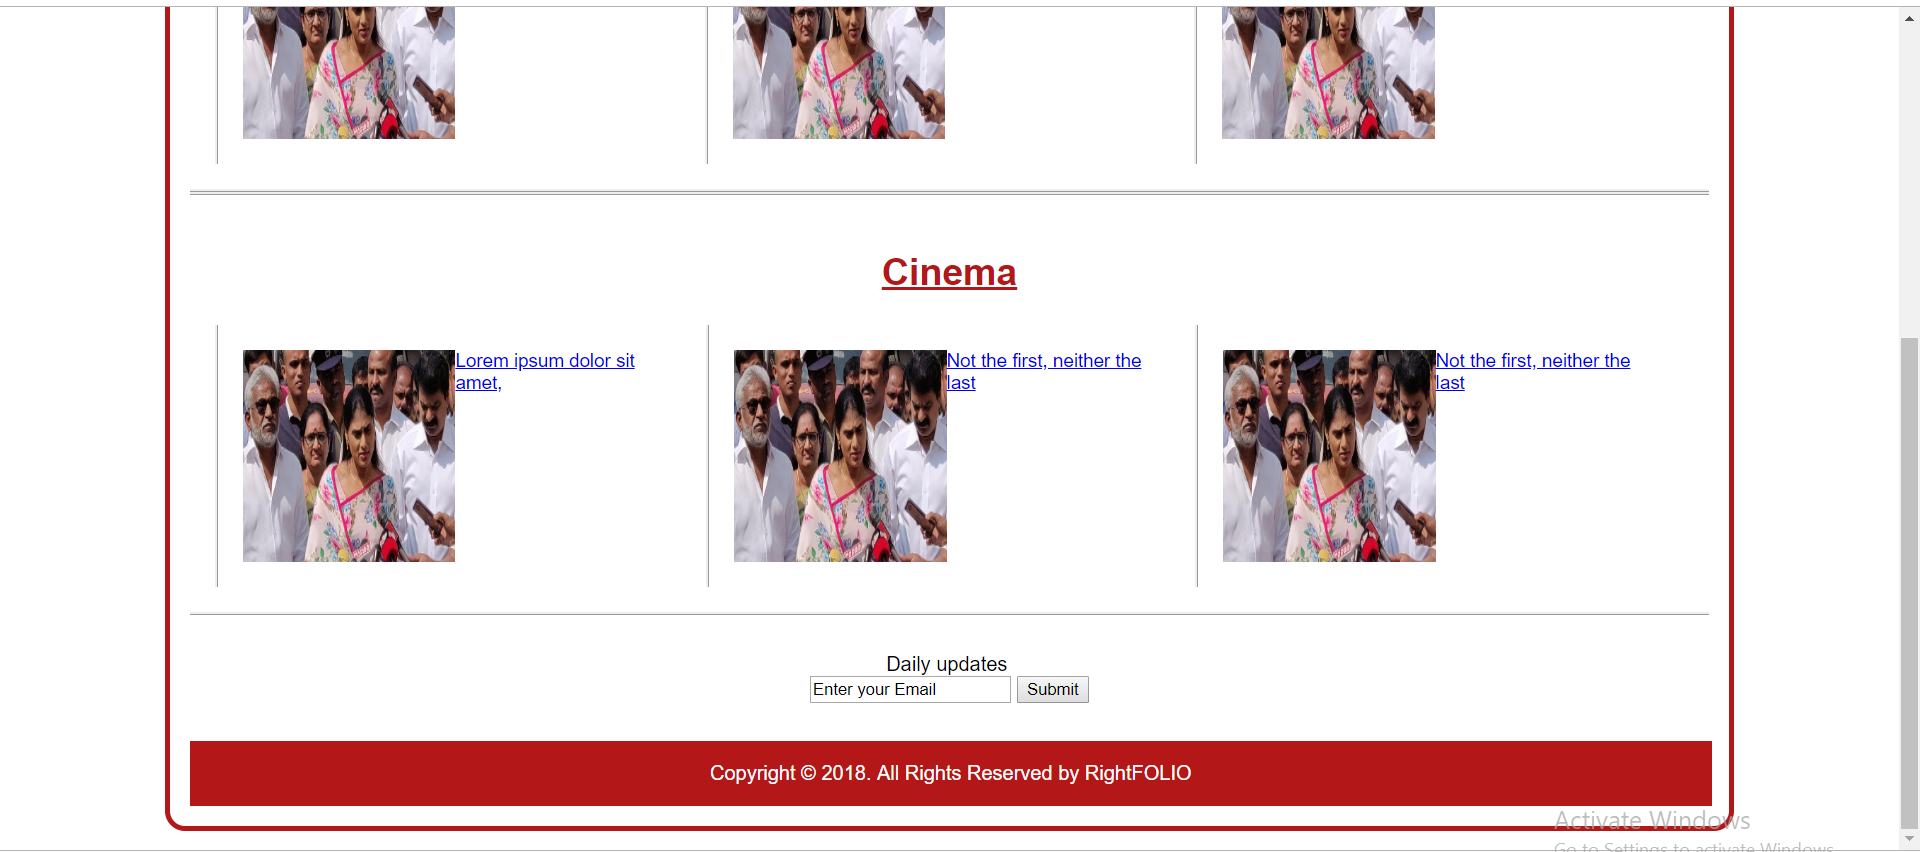 Cinema
Lorem ipsum dolor sit
amet,
Not the first, neither the
last
Not the first, neither the
last
Daily updates
Enter your Email
Submit
Copyright © 2018. All Rights Reserved by RightFOLIO
Activate Windows
Go to Settings to activate Windows.